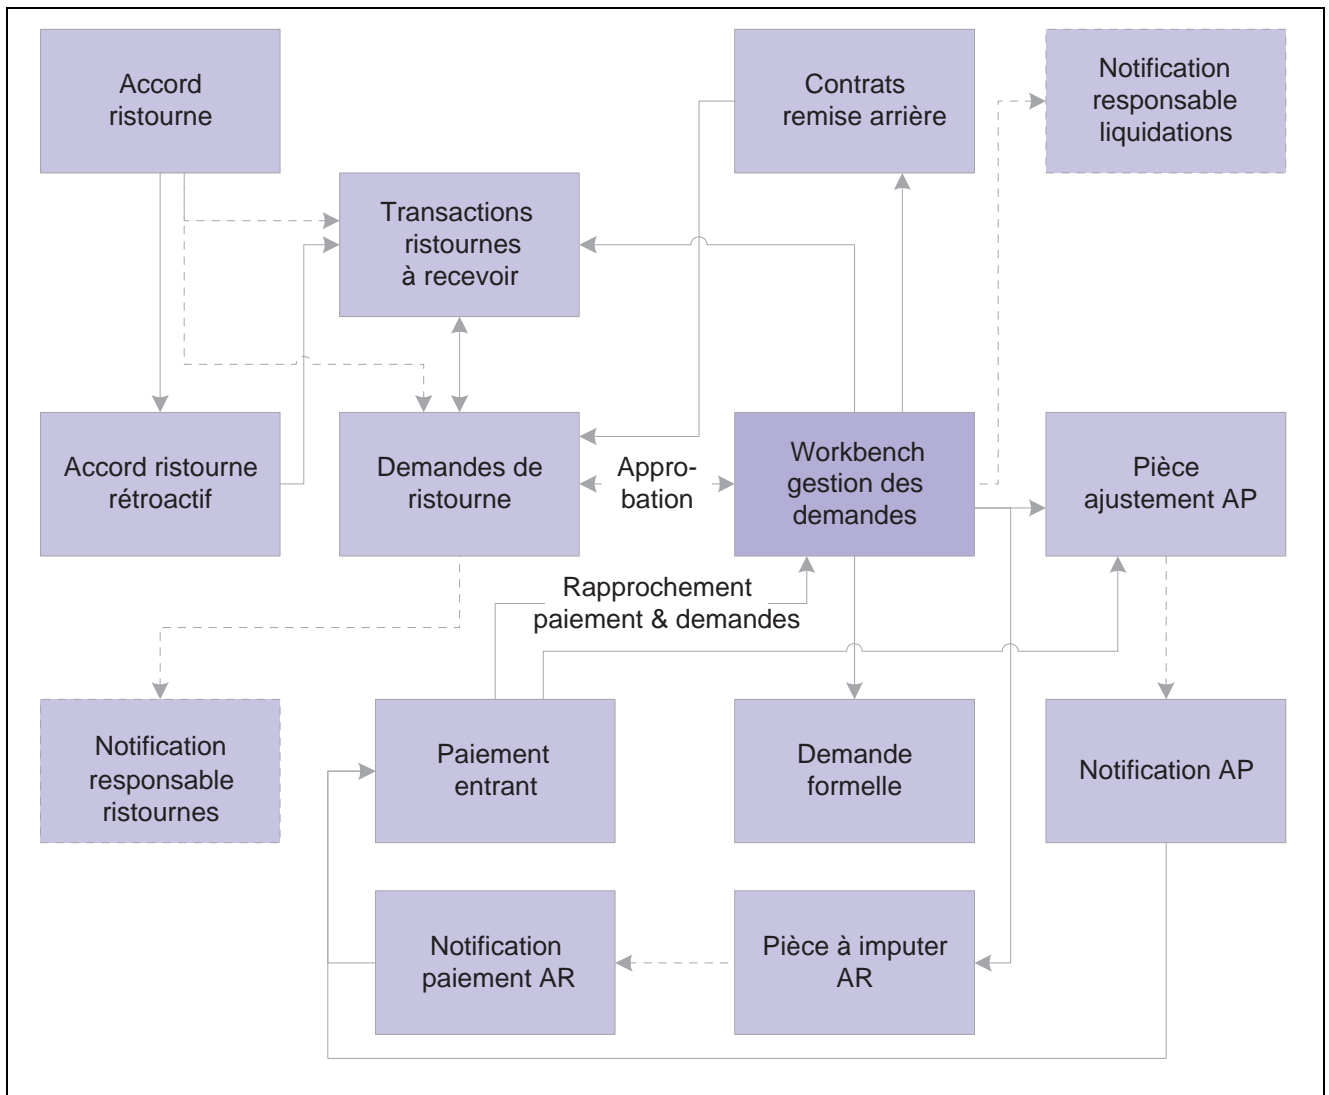 Accord
ristourne
Contrats
remise arrière
Notification
responsable
liquidations
Transactions
ristournes
à recevoir
Accord ristourne
rétroactif
Demandes de
ristourne
Appro-
bation
Workbench
gestion des
demandes
Pièce
ajustement AP
Rapprochement
paiement & demandes
Notification
responsable
ristournes
Paiement
entrant
Demande
formelle
Notification AP
Notification
paiement AR
Pièce à imputer
AR